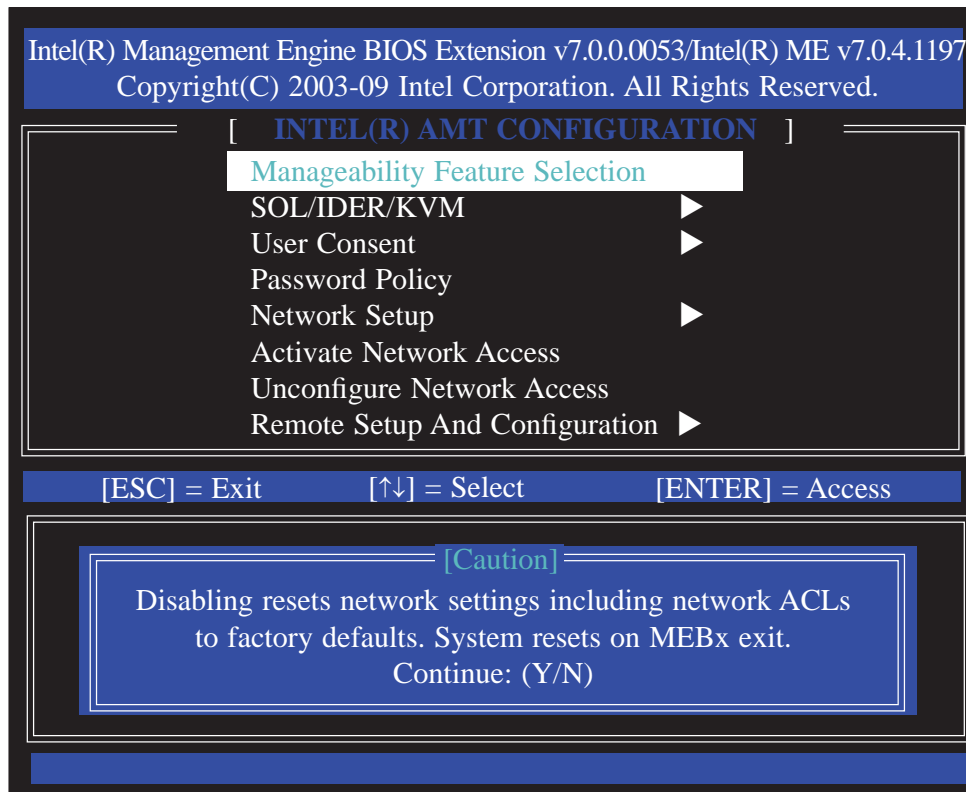 Intel(R) Management Engine BIOS Extension v7.0.0.0053/Intel(R) ME v7.0.4.1197
Copyright(C) 2003-09 Intel Corporation. All Rights Reserved.
[ INTEL(R) AMT CONFIGURATION ]
Manageability Feature Selection
SOL/IDER/KVM ▶
User Consent ▶
Password Policy
Network Setup ▶
Activate Network Access
Unconfigure Network Access
Remote Setup And Configuration ▶
[ESC] = Exit [↑↓] = Select [ENTER] = Access
[Caution]
Disabling resets network settings including network ACLs
to factory defaults. System resets on MEBx exit.
Continue: (Y/N)